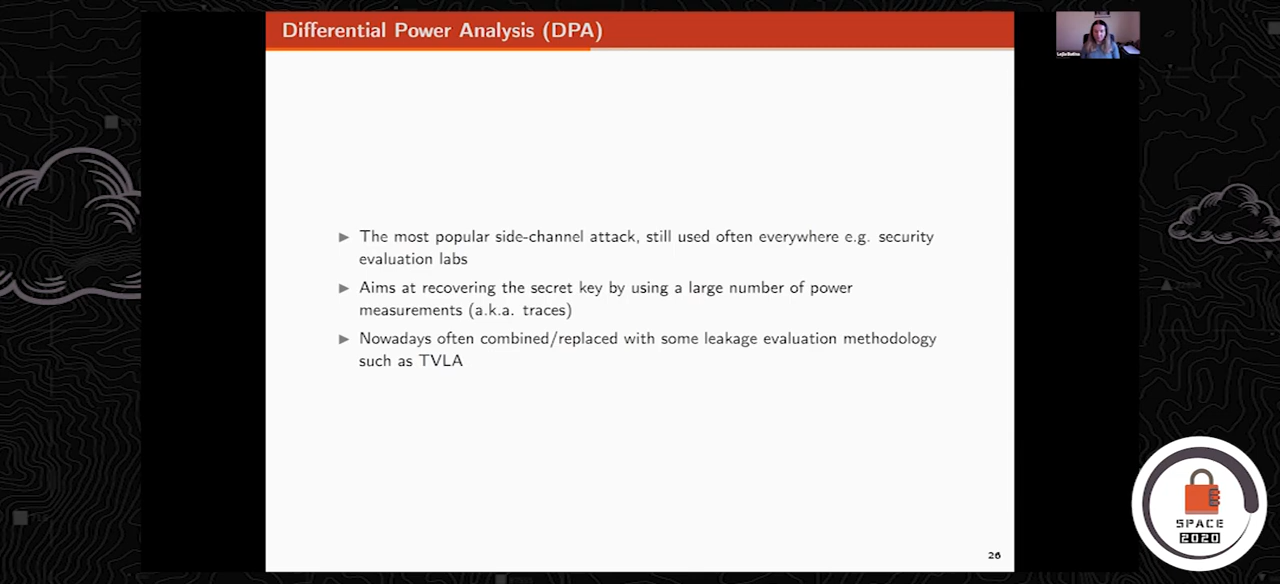 Differential Power Analysis (DPA)
Lejla Batina
▶ The most popular side-channel attack, still used often everywhere e.g. security
evaluation labs
▶ Aims at recovering the secret key by using a large number of power
measurements (a.k.a. traces)
▶ Nowadays often combined/replaced with some leakage evaluation methodology
such as TVLA
SPACE
2020
26